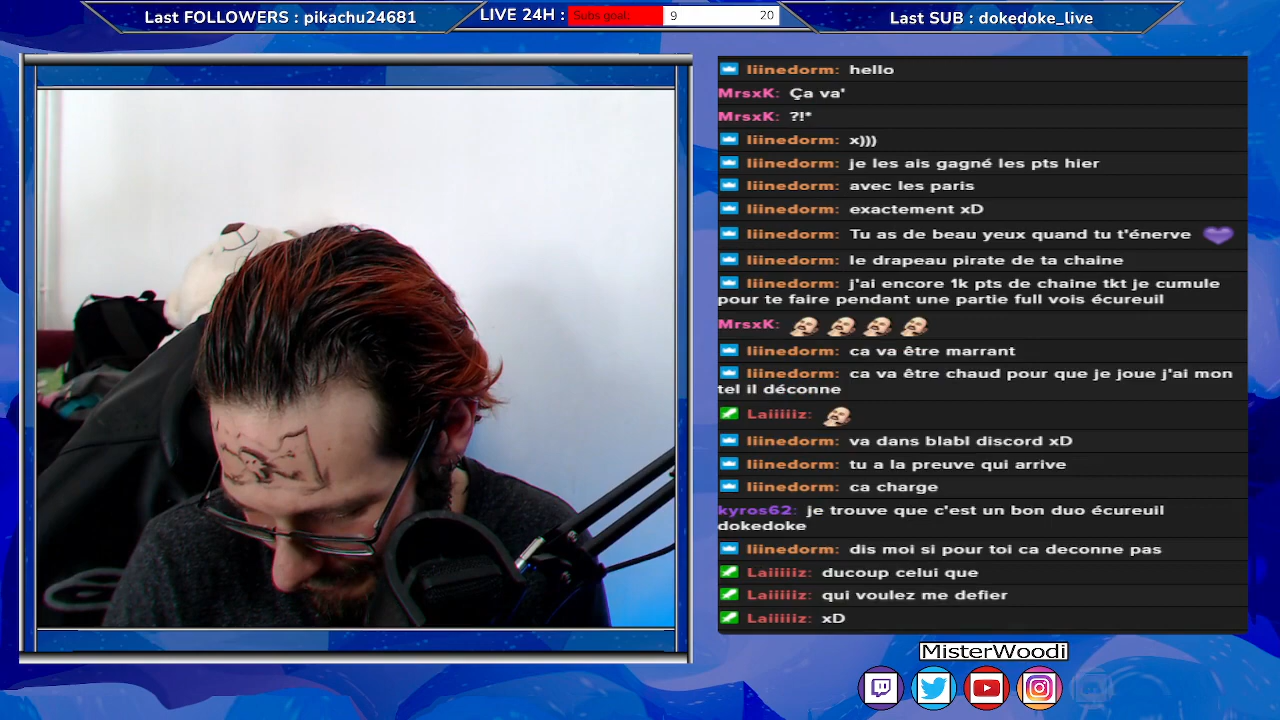 Last FOLLOWERS : pikachu24681
LIVE 24H :
Subs goal:
9
20
Last SUB : dokedoke_live
liinedorm: hello
MrsxK: Ça va'
MrsxK: ?!*
liinedorm: x)))
liinedorm: je les ais gagné les pts hier
liinedorm: avec les paris
liinedorm: exactement xD
liinedorm: Tu as de beau yeux quand tu t'énerve
liinedorm: le drapeau pirate de ta chaine
liinedorm: j'ai encore 1k pts de chaine tkt je cumule
pour te faire pendant une partie full vois écureuil
MrsxK:
liinedorm: ca va être marrant
liinedorm: ca va être chaud pour que je joue j'ai mon
tel il déconne
Laiiiiiz:
liinedorm: va dans blabl discord xD
liinedorm: tu a la preuve qui arrive
liinedorm: ca charge
kyros62: je trouve que c'est un bon duo écureuil
dokedoke
liinedorm: dis moi si pour toi ca deconne pas
Laiiiiiz: ducoup celui que
Laiiiiiz: qui voulez me defier
Laiiiiiz: xD
MisterWoodi